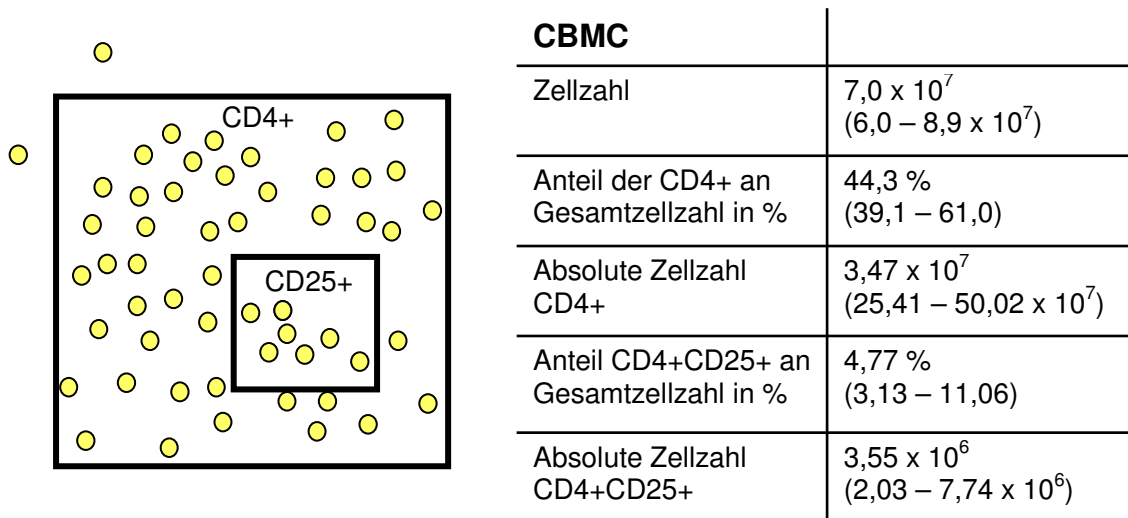 CD4+
CD25+
CBMC
Zellzahl
7,0 x 10⁷
(6,0 – 8,9 x 10⁷)
Anteil der CD4+ an
Gesamtzellzahl in %
44,3 %
(39,1 – 61,0)
Absolute Zellzahl
CD4+
3,47 x 10⁷
(25,41 – 50,02 x 10⁷)
Anteil CD4+CD25+ an
Gesamtzellzahl in %
4,77 %
(3,13 – 11,06)
Absolute Zellzahl
CD4+CD25+
3,55 x 10⁶
(2,03 – 7,74 x 10⁶)